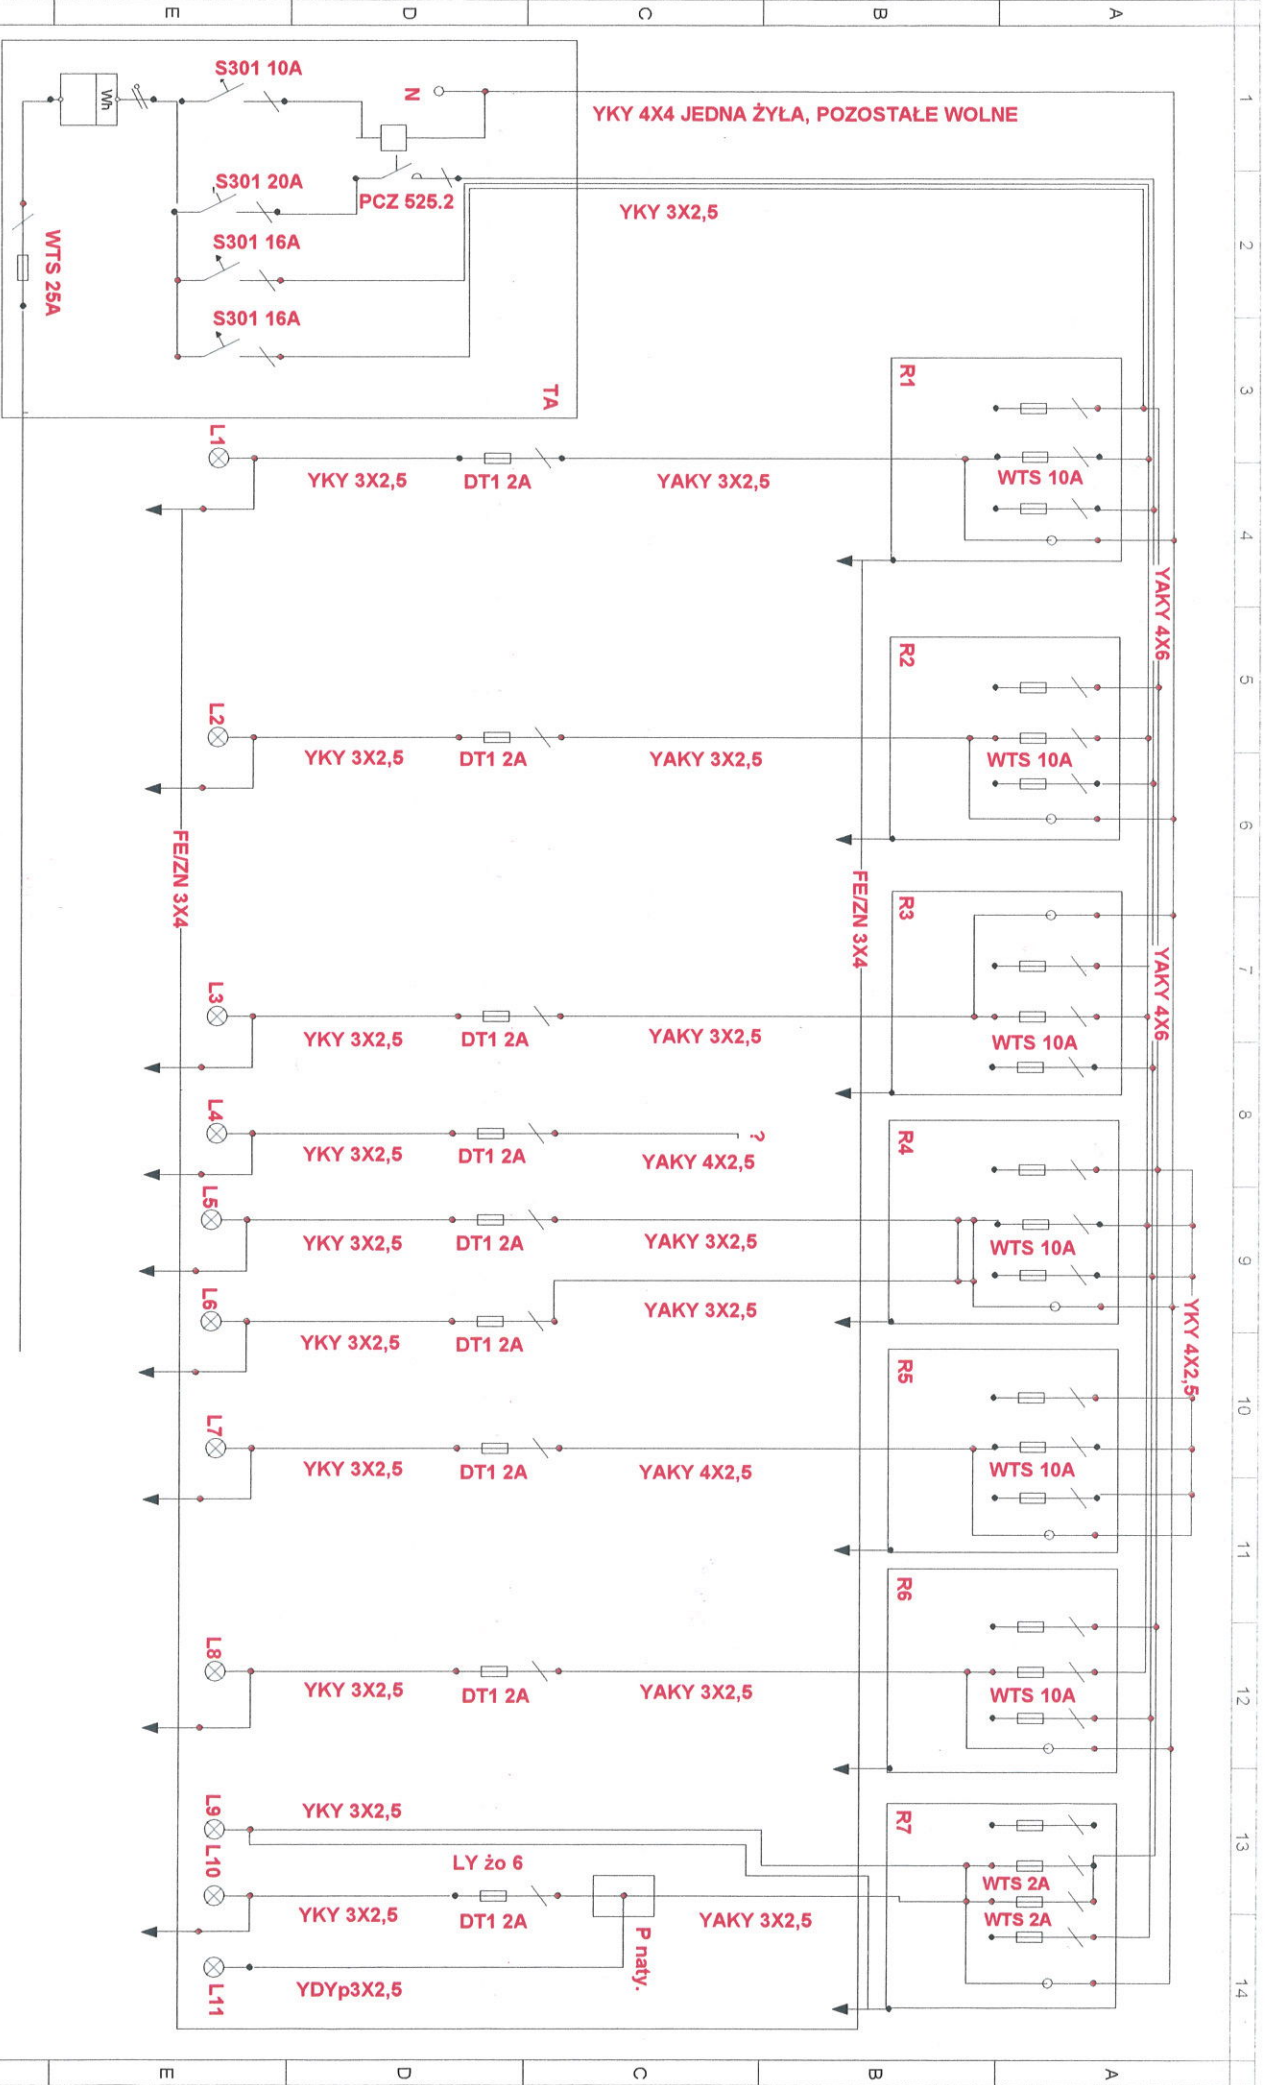 E D C B A
1
2
3
4
5
6
7
8
9
10
11
12
13
14
S301 10A
N
Wh
YKY 4X4 JEDNA ŻYŁA, POZOSTAŁE WOLNE
S301 20A
PCZ 525.2
YKY 3X2,5
WTS 25A
S301 16A
S301 16A
TA
R1
WTS 10A
L1
YKY 3X2,5
DT1 2A
YAKY 3X2,5
YAKY 4X6
R2
WTS 10A
L2
YKY 3X2,5
DT1 2A
YAKY 3X2,5
FE/ZN 3X4
FE/ZN 3X4
R3
YAKY 4X6
WTS 10A
L3
YKY 3X2,5
DT1 2A
YAKY 3X2,5
L4
YKY 3X2,5
DT1 2A
YAKY 4X2,5
?
R4
WTS 10A
L5
YKY 3X2,5
DT1 2A
YAKY 3X2,5
L6
YKY 3X2,5
DT1 2A
YAKY 3X2,5
YKY 4X2,5
R5
WTS 10A
L7
YKY 3X2,5
DT1 2A
YAKY 4X2,5
R6
WTS 10A
L8
YKY 3X2,5
DT1 2A
YAKY 3X2,5
R7
WTS 2A
WTS 2A
L9
YKY 3X2,5
L10
LY żo 6
YKY 3X2,5
DT1 2A
YAKY 3X2,5
P naty.
L11
YDYp3X2,5
E D C B A